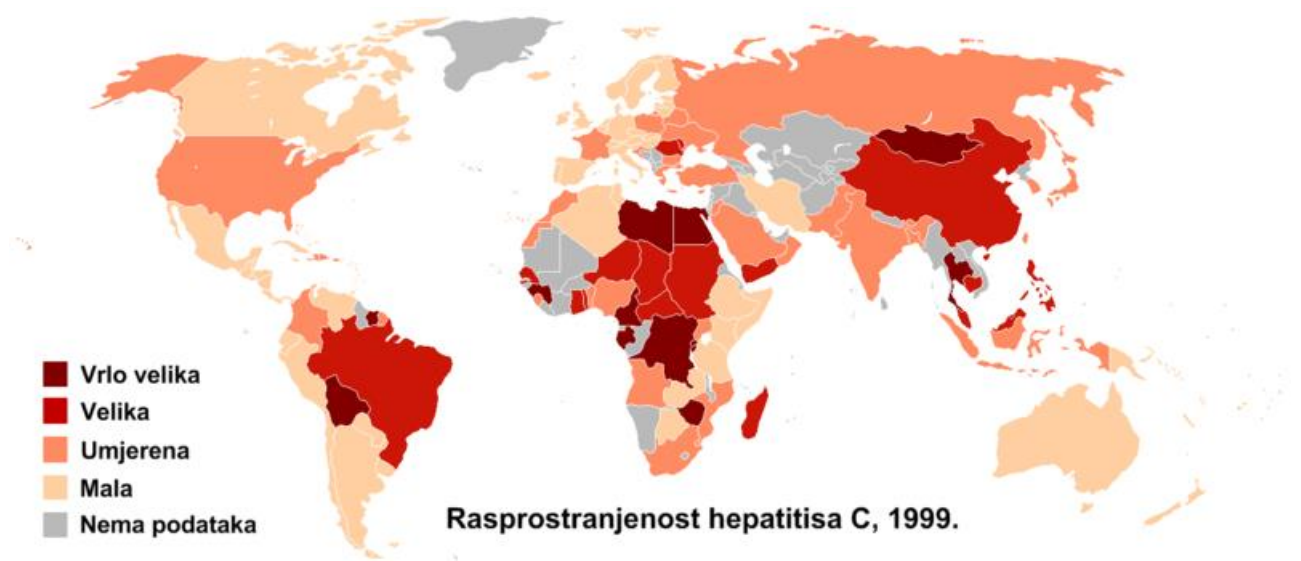 Vrlo velika
Velika
Umjerena
Mala
Nema podataka
Rasprostranjenost hepatitisa C, 1999.